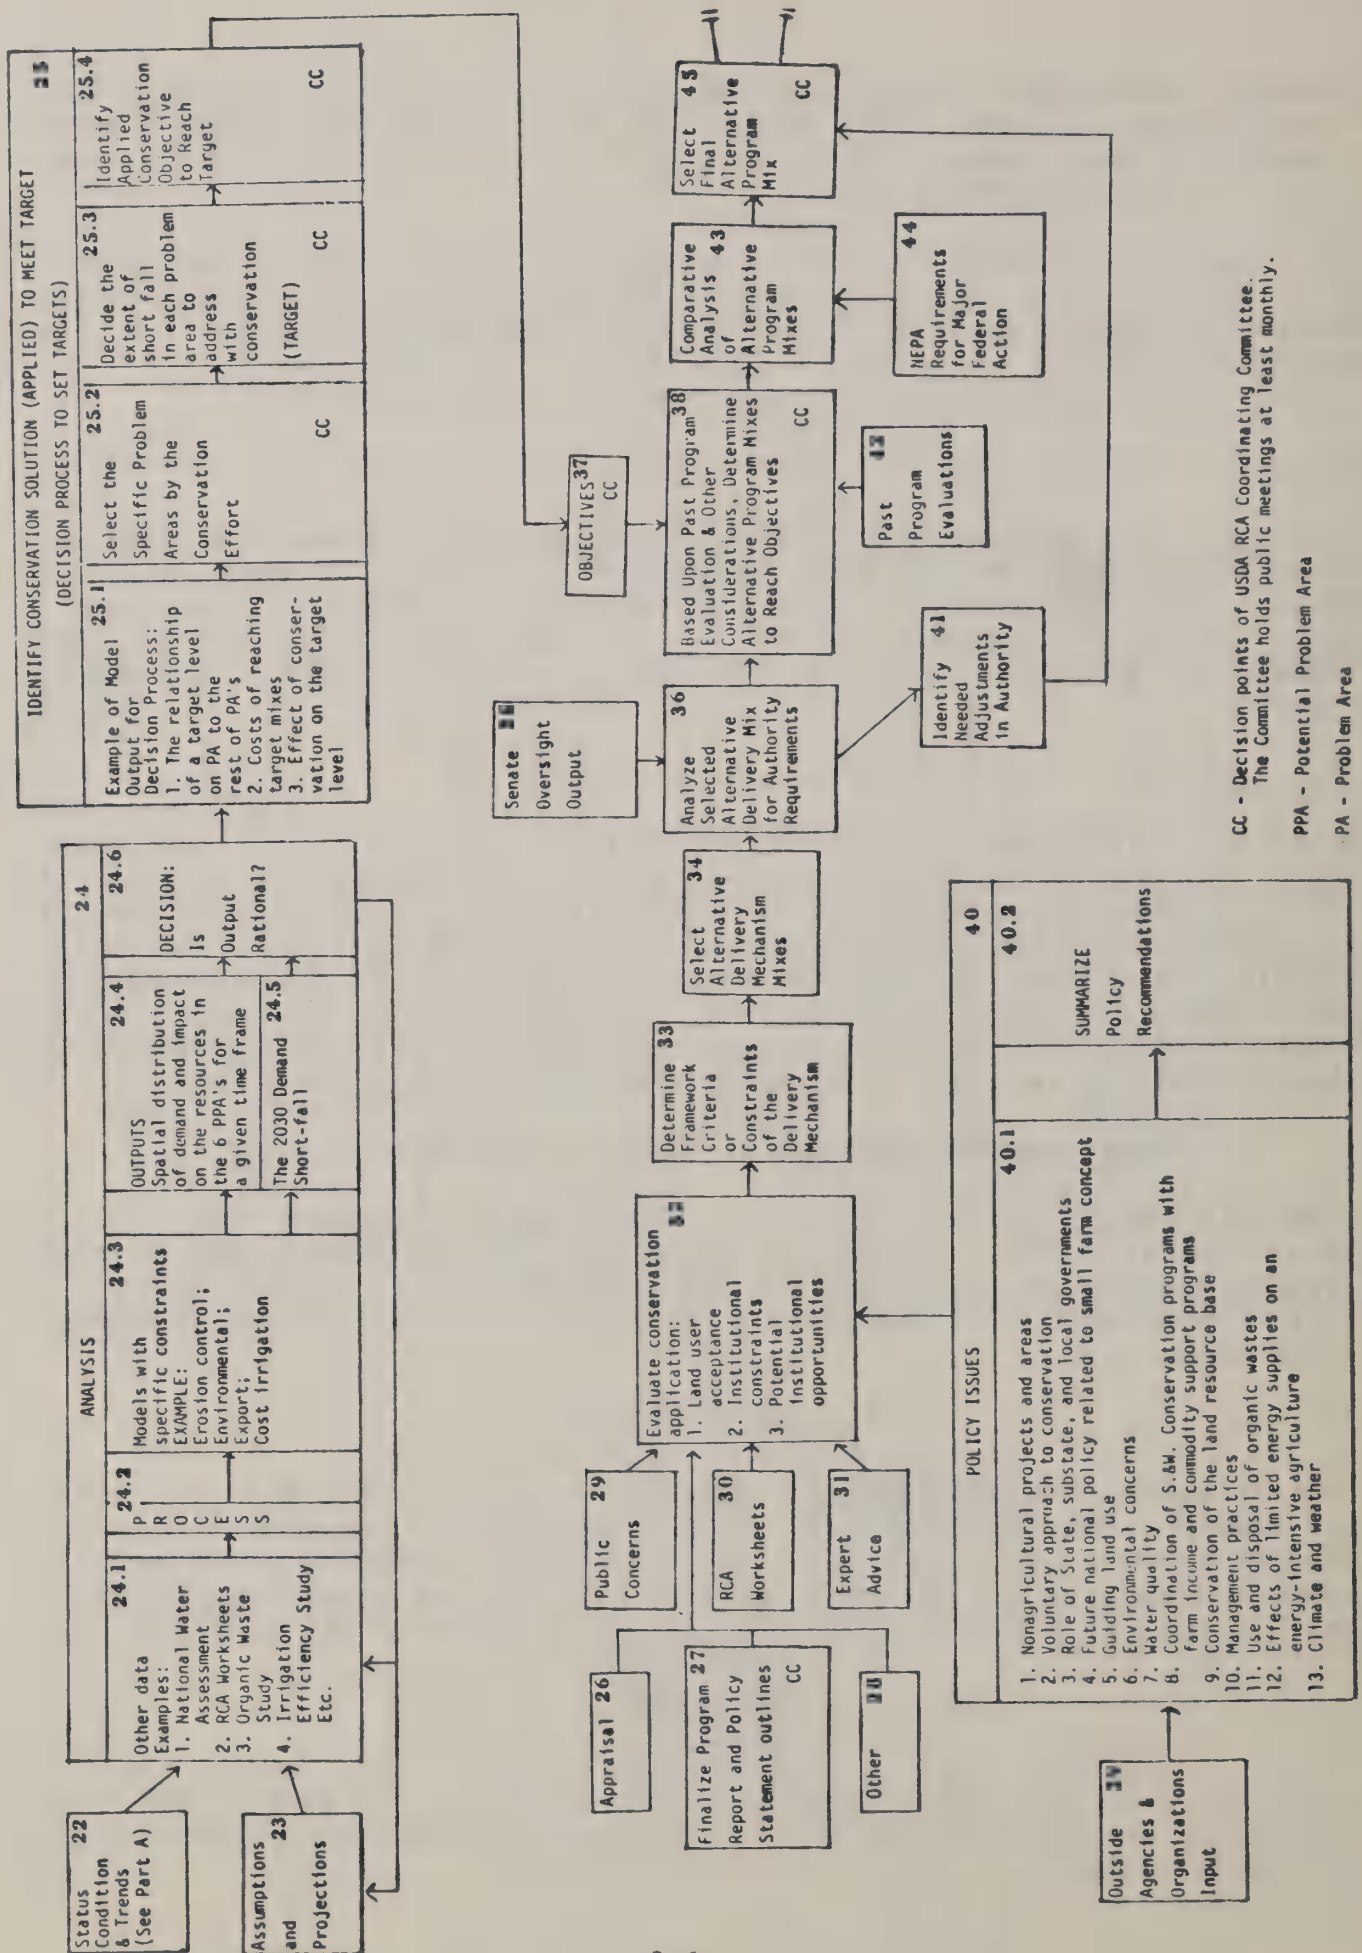 22
Status
Condition
& Trends
(See Part A)
23
Assumptions
and
Projections
ANALYSIS
24
24.1
Other data
Examples:
1. National Water
Assessment
2. RCA Worksheets
3. Organic Waste
Study
4. Irrigation
Efficiency Study
Etc.
24.2
P
R
O
C
E
S
S
24.3
Models with
specific constraints
EXAMPLE:
Erosion control;
Environmental;
Export;
Cost irrigation
24.4
OUTPUTS
Spatial distribution
of demand and impact
on the resources in
the 6 PPA's for
a given time frame
The 2030 Demand 24.5
Short-fall
24.6
DECISION:
Is
Output
Rational?
IDENTIFY CONSERVATION SOLUTION (APPLIED) TO MEET TARGET
25
(DECISION PROCESS TO SET TARGETS)
25.1
Example of Model
Output for
Decision Process:
1. The relationship
of a target level
on PA to the
rest of PA's
2. Costs of reaching
target mixes
3. Effect of conser-
vation on the target
level
25.2
Select the
Specific Problem
Areas by the
Conservation
Effort
CC
25.3
Decide the
extent of
short fall
in each problem
area to
address
with
conservation
(TARGET)
CC
25.4
Identify
Applied
Conservation
Objective
to Reach
Target
CC
Appraisal 26
Finalize Program 27
Report and Policy
Statement outlines
CC
Other
Public 29
Concerns
RCA 30
Worksheets
Expert 31
Advice
Evaluate conservation
application:
1. Land user
acceptance
2. Institutional
constraints
3. Potential
institutional
opportunities
Determine 33
Framework
Criteria
or
Constraints
of the
Delivery
Mechanism
Select 34
Alternative
Delivery
Mechanism
Mixes
Senate
Oversight
Output
36
Analyze
Selected
Alternative
Delivery Mix
for Authority
Requirements
OBJECTIVES 37
CC
38
Based Upon Past Program
Evaluation & Other
Considerations, Determine
Alternative Program Mixes
to Reach Objectives
CC
Identify 41
Needed
Adjustments
in Authority
Past
Program
Evaluations
Comparative
Analysis 43
of
Alternative
Program
Mixes
44
NEPA
Requirements
for Major
Federal
Action
Select 45
Final
Alternative
Program
Mix
CC
Outside
Agencies &
Organizations
Input
POLICY ISSUES
40
40.1
1. Nonagricultural projects and areas
2. Voluntary approach to conservation
3. Role of State, substate, and local governments
4. Future national policy related to small farm concept
5. Guiding land use
6. Environmental concerns
7. Water quality
8. Coordination of S.&W. Conservation programs with
farm income and commodity support programs
9. Conservation of the land resource base
10. Management practices
11. Use and disposal of organic wastes
12. Effects of limited energy supplies on an
energy-intensive agriculture
13. Climate and weather
40.2
SUMMARIZE
Policy
Recommendations
CC - Decision points of USDA RCA Coordinating Committee.
The Committee holds public meetings at least monthly.
PPA - Potential Problem Area
PA - Problem Area